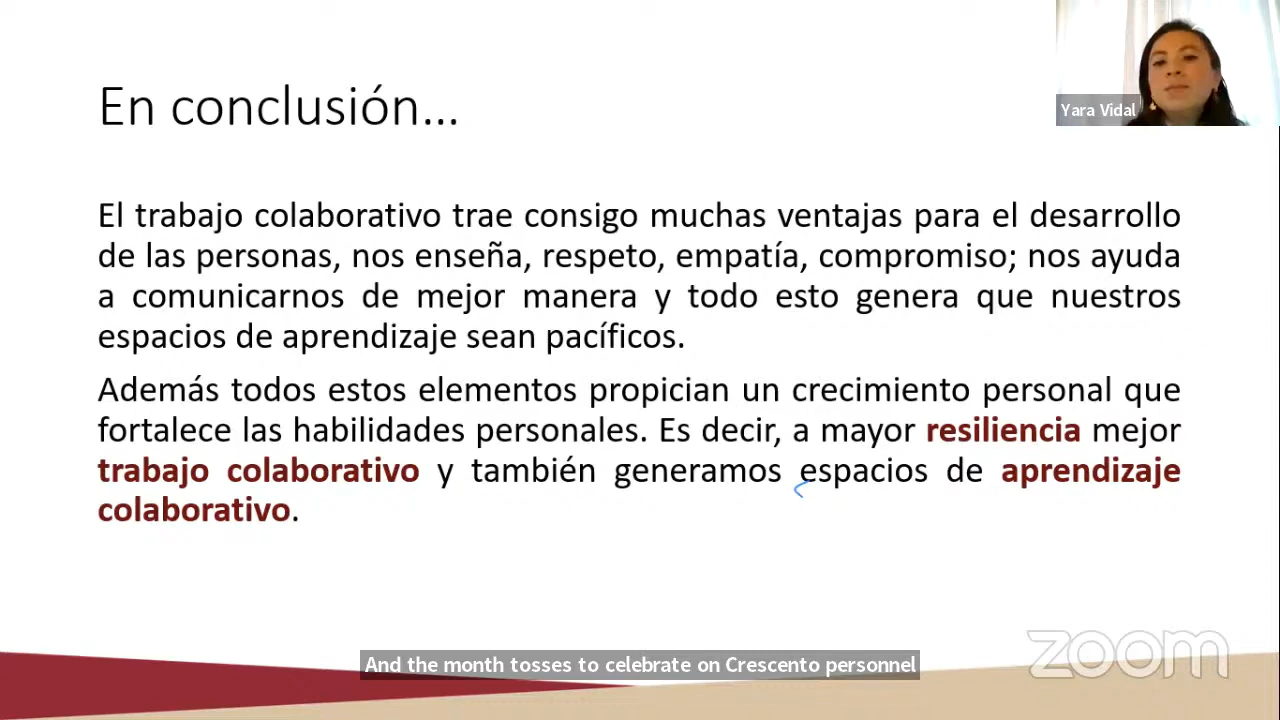 En conclusión...
Yara Vidal
El trabajo colaborativo trae consigo muchas ventajas para el desarrollo
de las personas, nos enseña, respeto, empatía, compromiso; nos ayuda
a comunicarnos de mejor manera y todo esto genera que nuestros
espacios de aprendizaje sean pacíficos.
Además todos estos elementos propician un crecimiento personal que
fortalece las habilidades personales. Es decir, a mayor resiliencia mejor
trabajo colaborativo y también generamos espacios de aprendizaje
colaborativo.
zoom
And the month tosses to celebrate on Crescento personnel